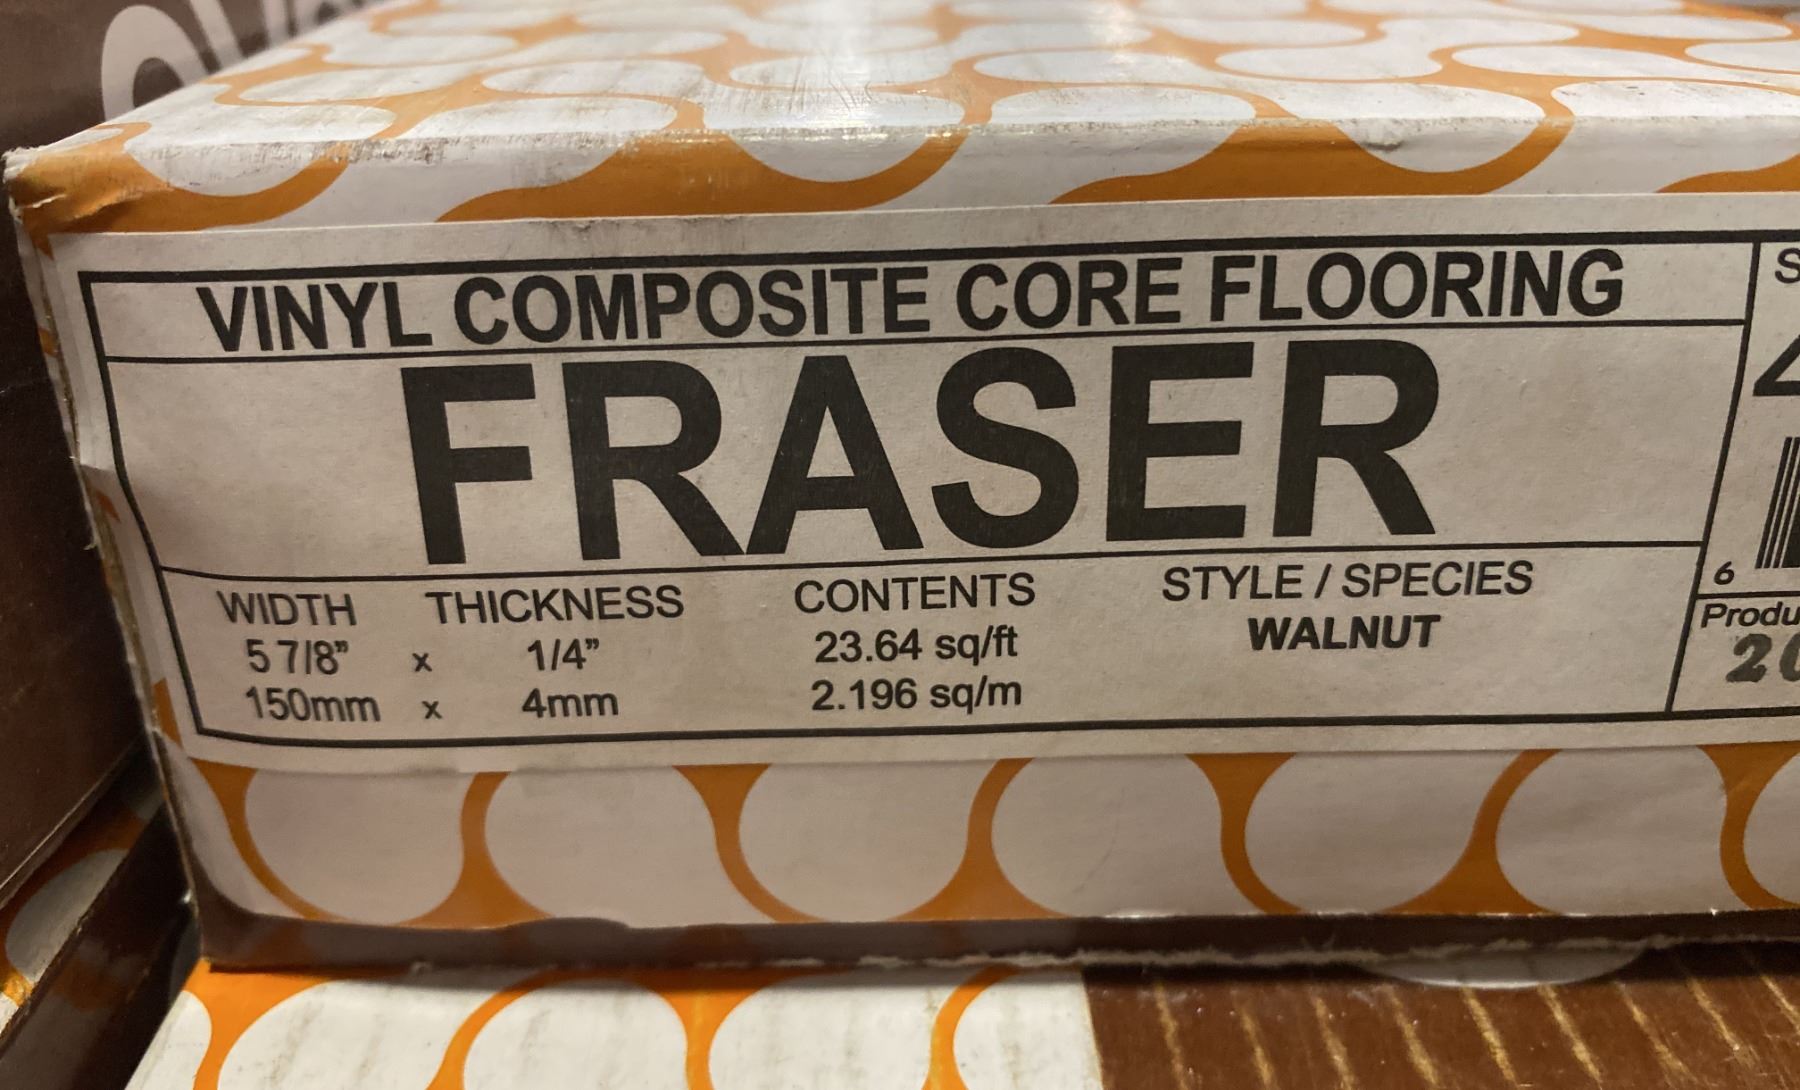 VINYL COMPOSITE CORE FLOORING
FRASER
WIDTH THICKNESS CONTENTS STYLE / SPECIES
5 7/8” x 1/4” 23.64 sq/ft WALNUT
150mm x 4mm 2.196 sq/m
6